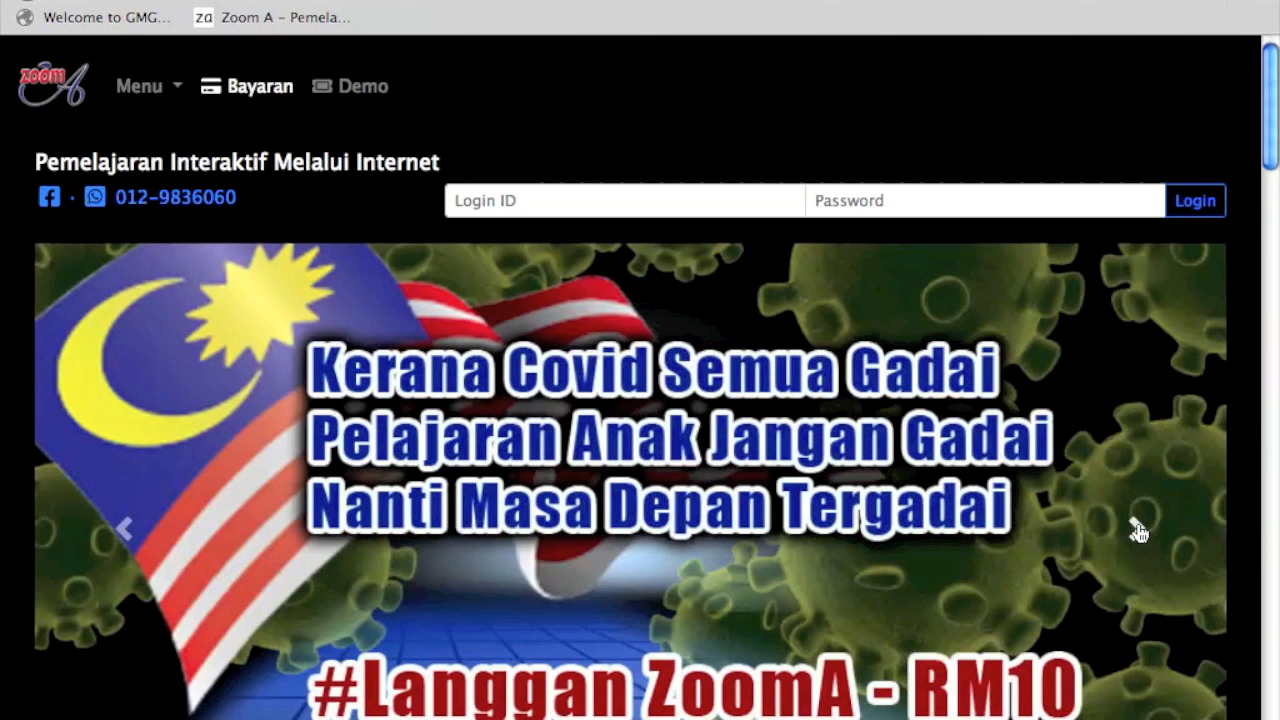 Welcome to GMG...
za Zoom A - Pemela...
zoom A
Menu
Bayaran
Demo
Pemelajaran Interaktif Melalui Internet
· 012-9836060
Login ID
Password
Login
Kerana Covid Semua Gadai
Pelajaran Anak Jangan Gadai
Nanti Masa Depan Tergadai
#Langgan ZoomA - RM10